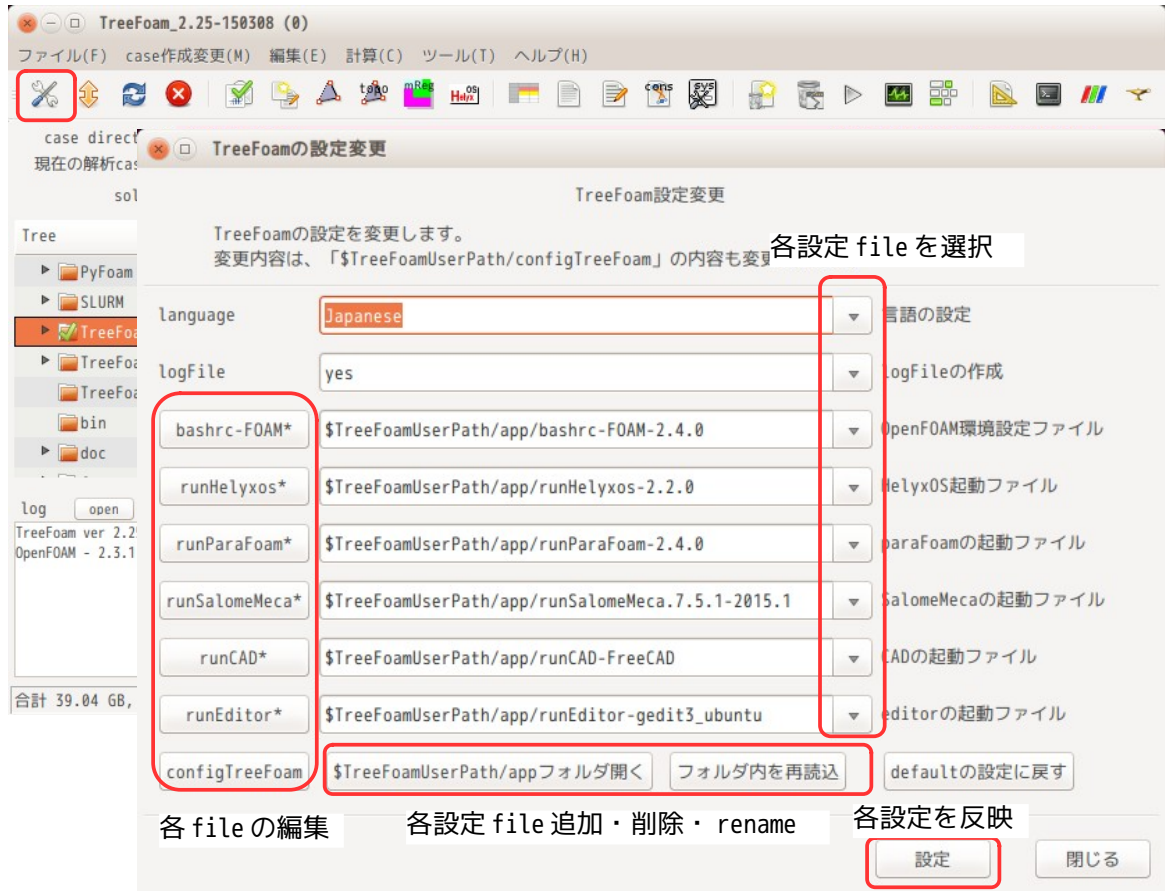 TreeFoam_2.25-150308 (0)
ファイル(F) case作成変更(M) 編集(E) 計算(C) ツール(T) ヘルプ(H)
topo mReg Helyx OS cons sys
case direct
現在の解析cas
sol
TreeFoamの設定変更
TreeFoam設定変更
TreeFoamの設定を変更します。
変更内容は、「$TreeFoamUserPath/configTreeFoam」の内容も変更
各設定 file を選択
Tree
PyFoam
SLURM
TreeFoa
TreeFoa
TreeFoa
bin
doc
log open
TreeFoam ver 2.2
OpenFOAM - 2.3.1
合計 39.04 GB,
language Japanese 言語の設定
logFile yes logFileの作成
bashrc-FOAM* $TreeFoamUserPath/app/bashrc-FOAM-2.4.0 OpenFOAM環境設定ファイル
runHelyxos* $TreeFoamUserPath/app/runHelyxos-2.2.0 HelyxOS起動ファイル
runParaFoam* $TreeFoamUserPath/app/runParaFoam-2.4.0 paraFoamの起動ファイル
runSalomeMeca* $TreeFoamUserPath/app/runSalomeMeca.7.5.1-2015.1 SalomeMecaの起動ファイル
runCAD* $TreeFoamUserPath/app/runCAD-FreeCAD CADの起動ファイル
runEditor* $TreeFoamUserPath/app/runEditor-gedit3_ubuntu editorの起動ファイル
configTreeFoam $TreeFoamUserPath/appフォルダ開く フォルダ内を再読込 defaultの設定に戻す
各 file の編集 各設定 file 追加・削除・ rename 各設定を反映
設定 閉じる